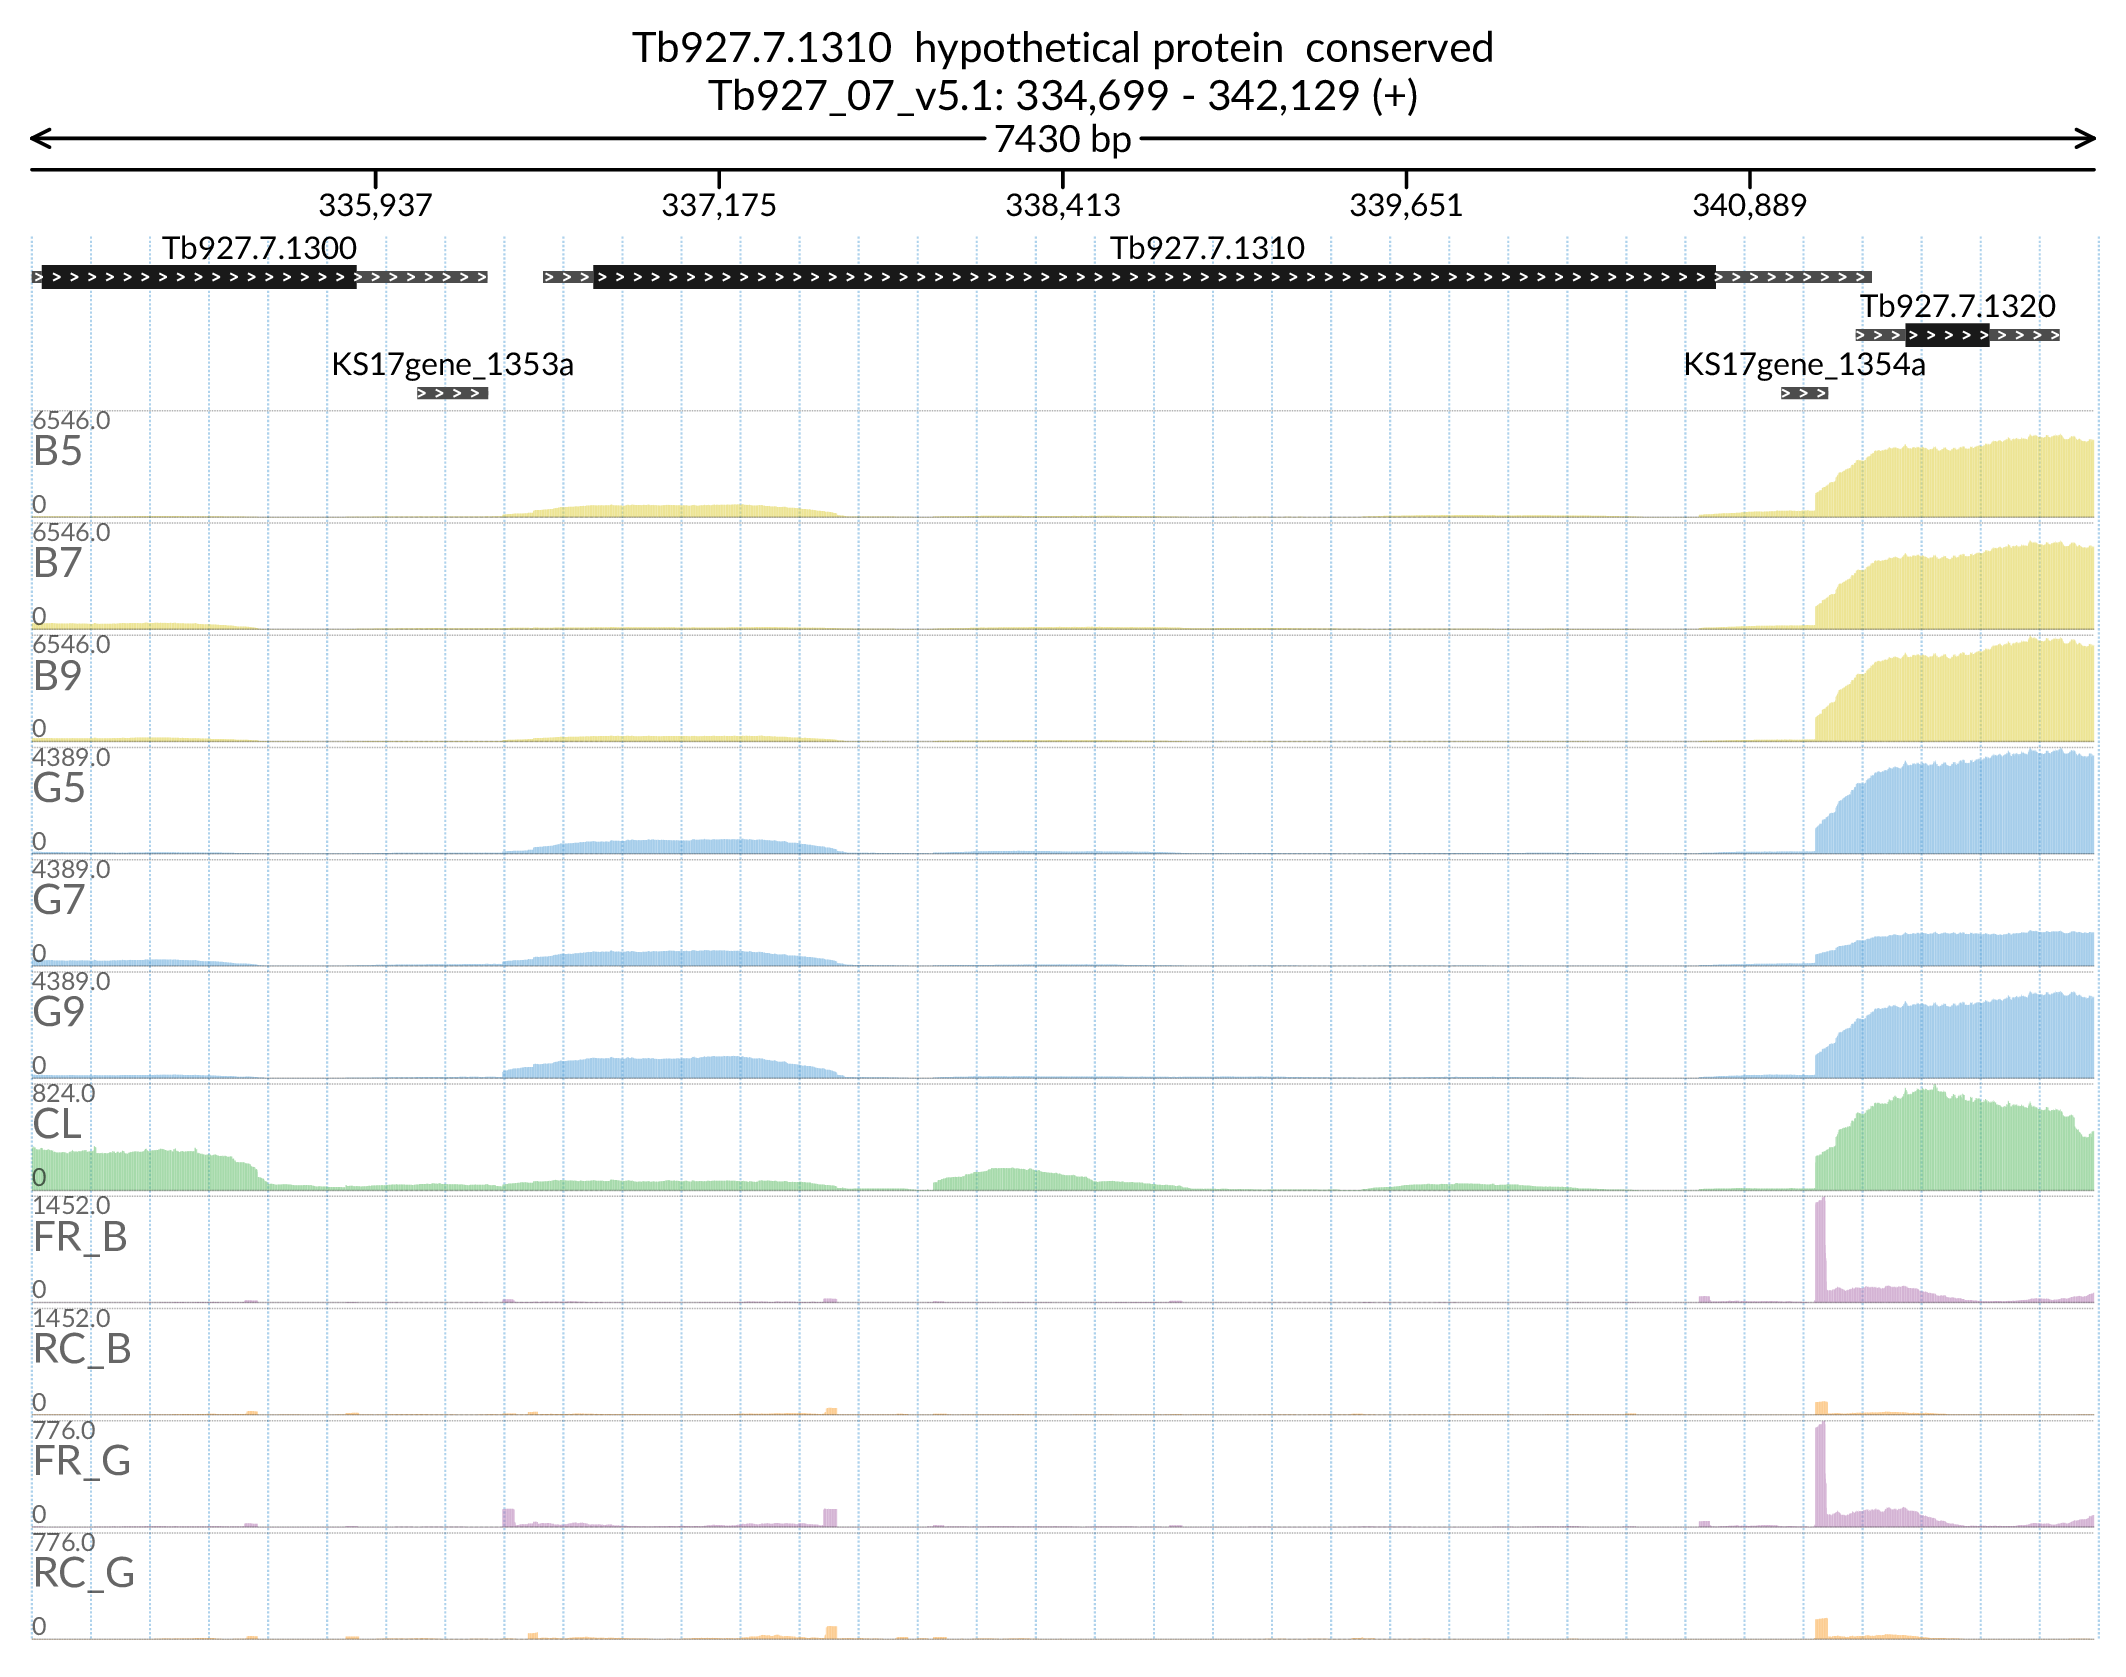 Tb927.7.1310  hypothetical protein  conserved
Tb927_07_v5.1: 334,699 - 342,129 (+)
7430 bp
335,937 337,175 338,413 339,651 340,889
Tb927.7.1300 Tb927.7.1310
Tb927.7.1320
KS17gene_1353a KS17gene_1354a
6546.0
B5
0
6546.0
B7
0
6546.0
B9
0
4389.0
G5
0
4389.0
G7
0
4389.0
G9
0
824.0
CL
0
1452.0
FR_B
0
1452.0
RC_B
0
776.0
FR_G
0
776.0
RC_G
0